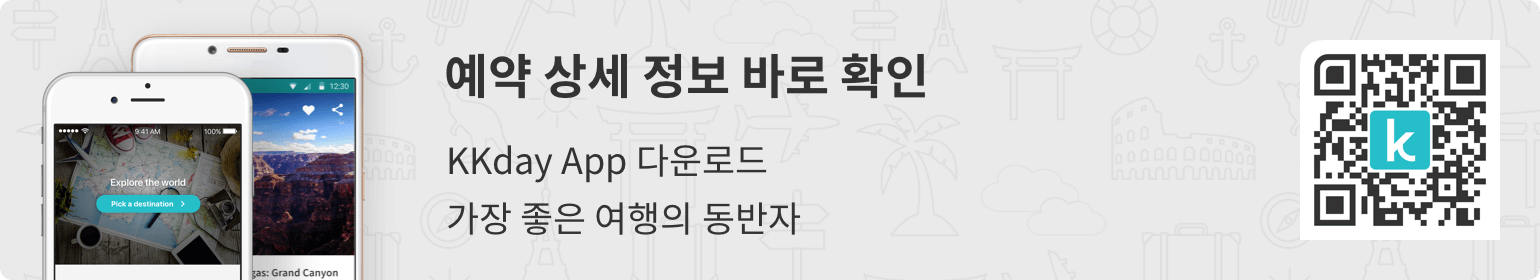 예약 상세 정보 바로 확인
KKday App 다운로드
가장 좋은 여행의 동반자
12:30
9:41 AM
100%
Explore the world
Pick a destination
gas: Grand Canyon
k